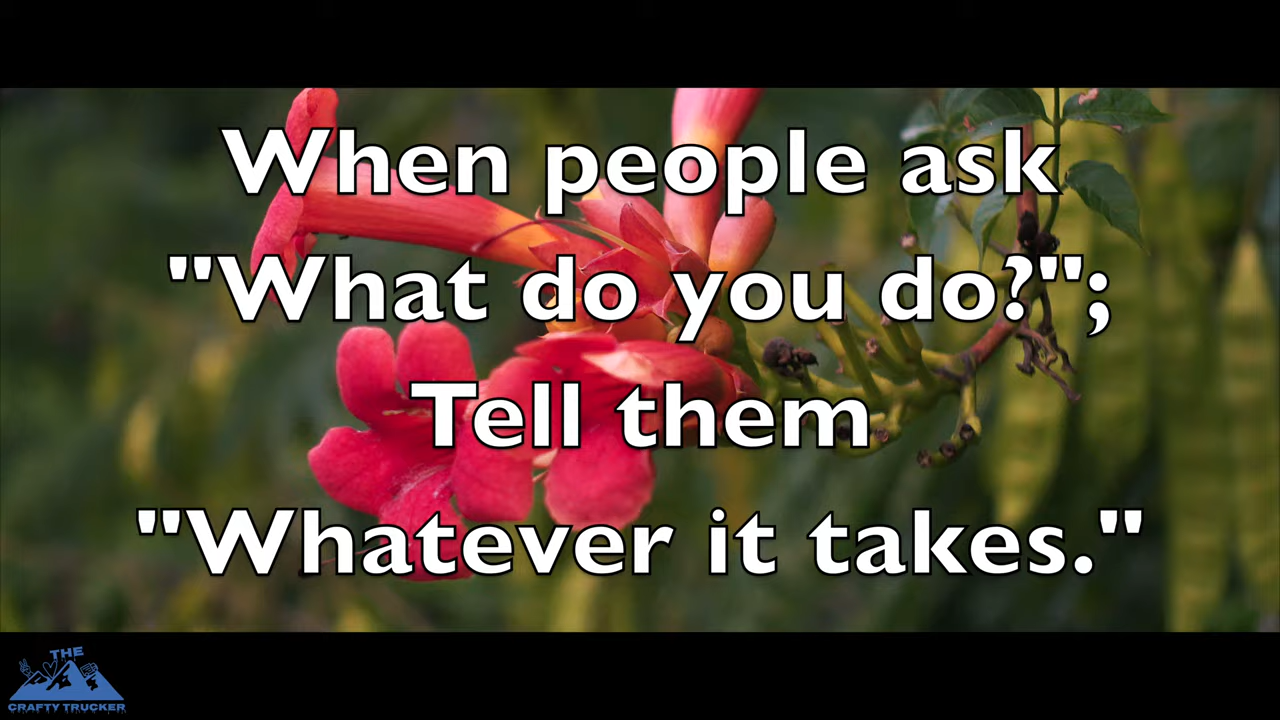 When people ask
"What do you do?";
Tell them
"Whatever it takes."
THE
CRAFTY TRUCKER